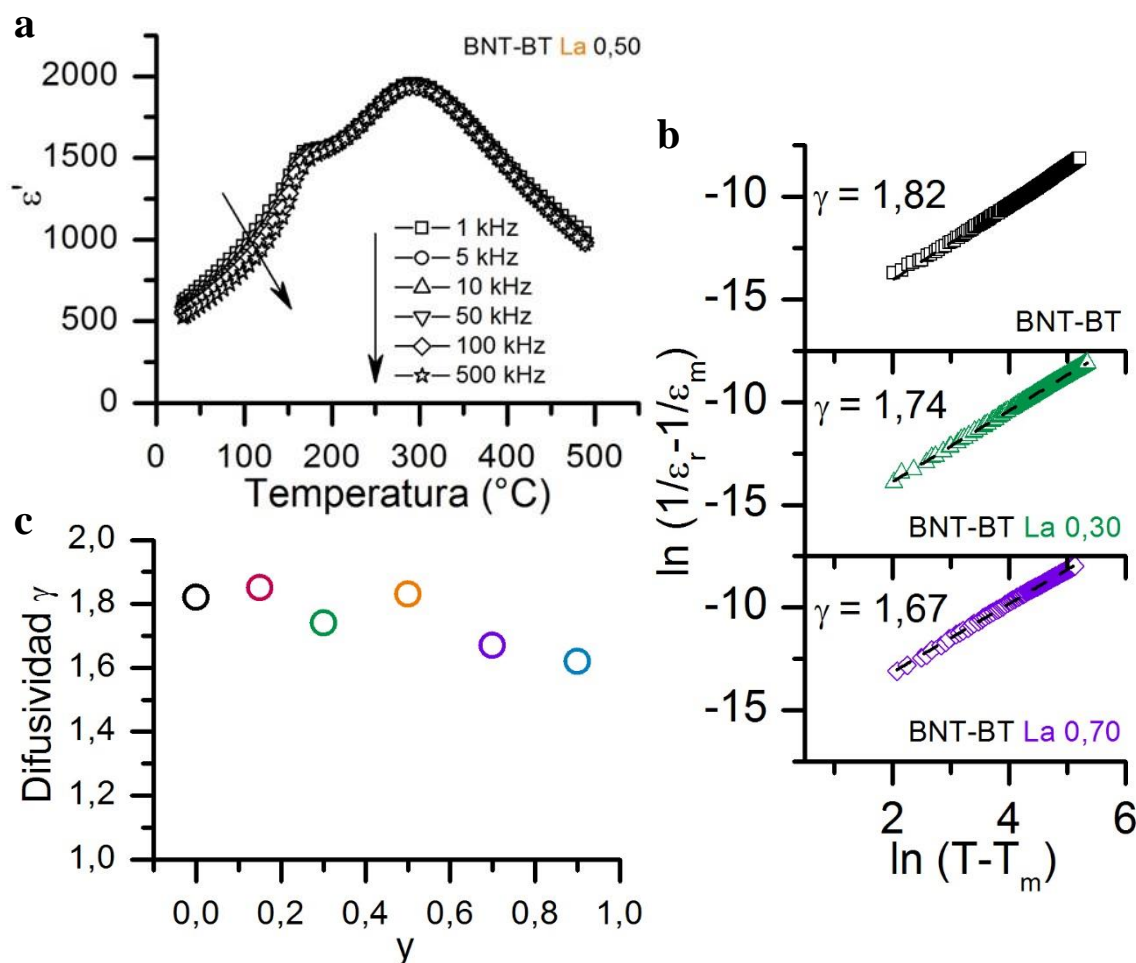 a
BNT-BT La 0,50
2000
1500
1000
500
0
ε'
1 kHz
5 kHz
10 kHz
50 kHz
100 kHz
500 kHz
0 100 200 300 400 500
Temperatura (°C)
b
-10
-15
γ = 1,82
BNT-BT
-10
-15
γ = 1,74
BNT-BT La 0,30
-10
-15
γ = 1,67
BNT-BT La 0,70
ln (1/εr-1/εm)
2 4 6
ln (T-Tm)
c
2,0
1,8
1,6
1,4
1,2
1,0
Difusividad γ
0,0 0,2 0,4 0,6 0,8 1,0
y